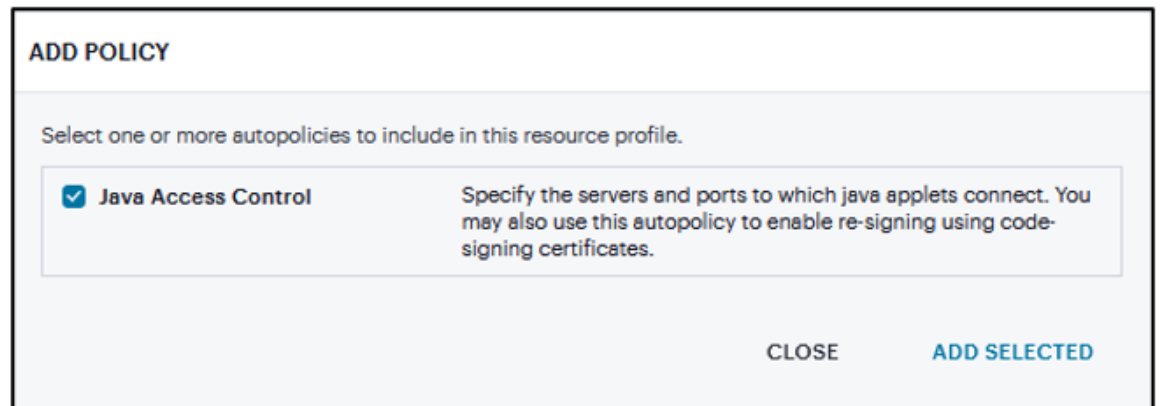 ADD POLICY
Select one or more autopolicies to include in this resource profile.
Java Access Control
Specify the servers and ports to which java applets connect. You
may also use this autopolicy to enable re-signing using code-
signing certificates.
CLOSE
ADD SELECTED